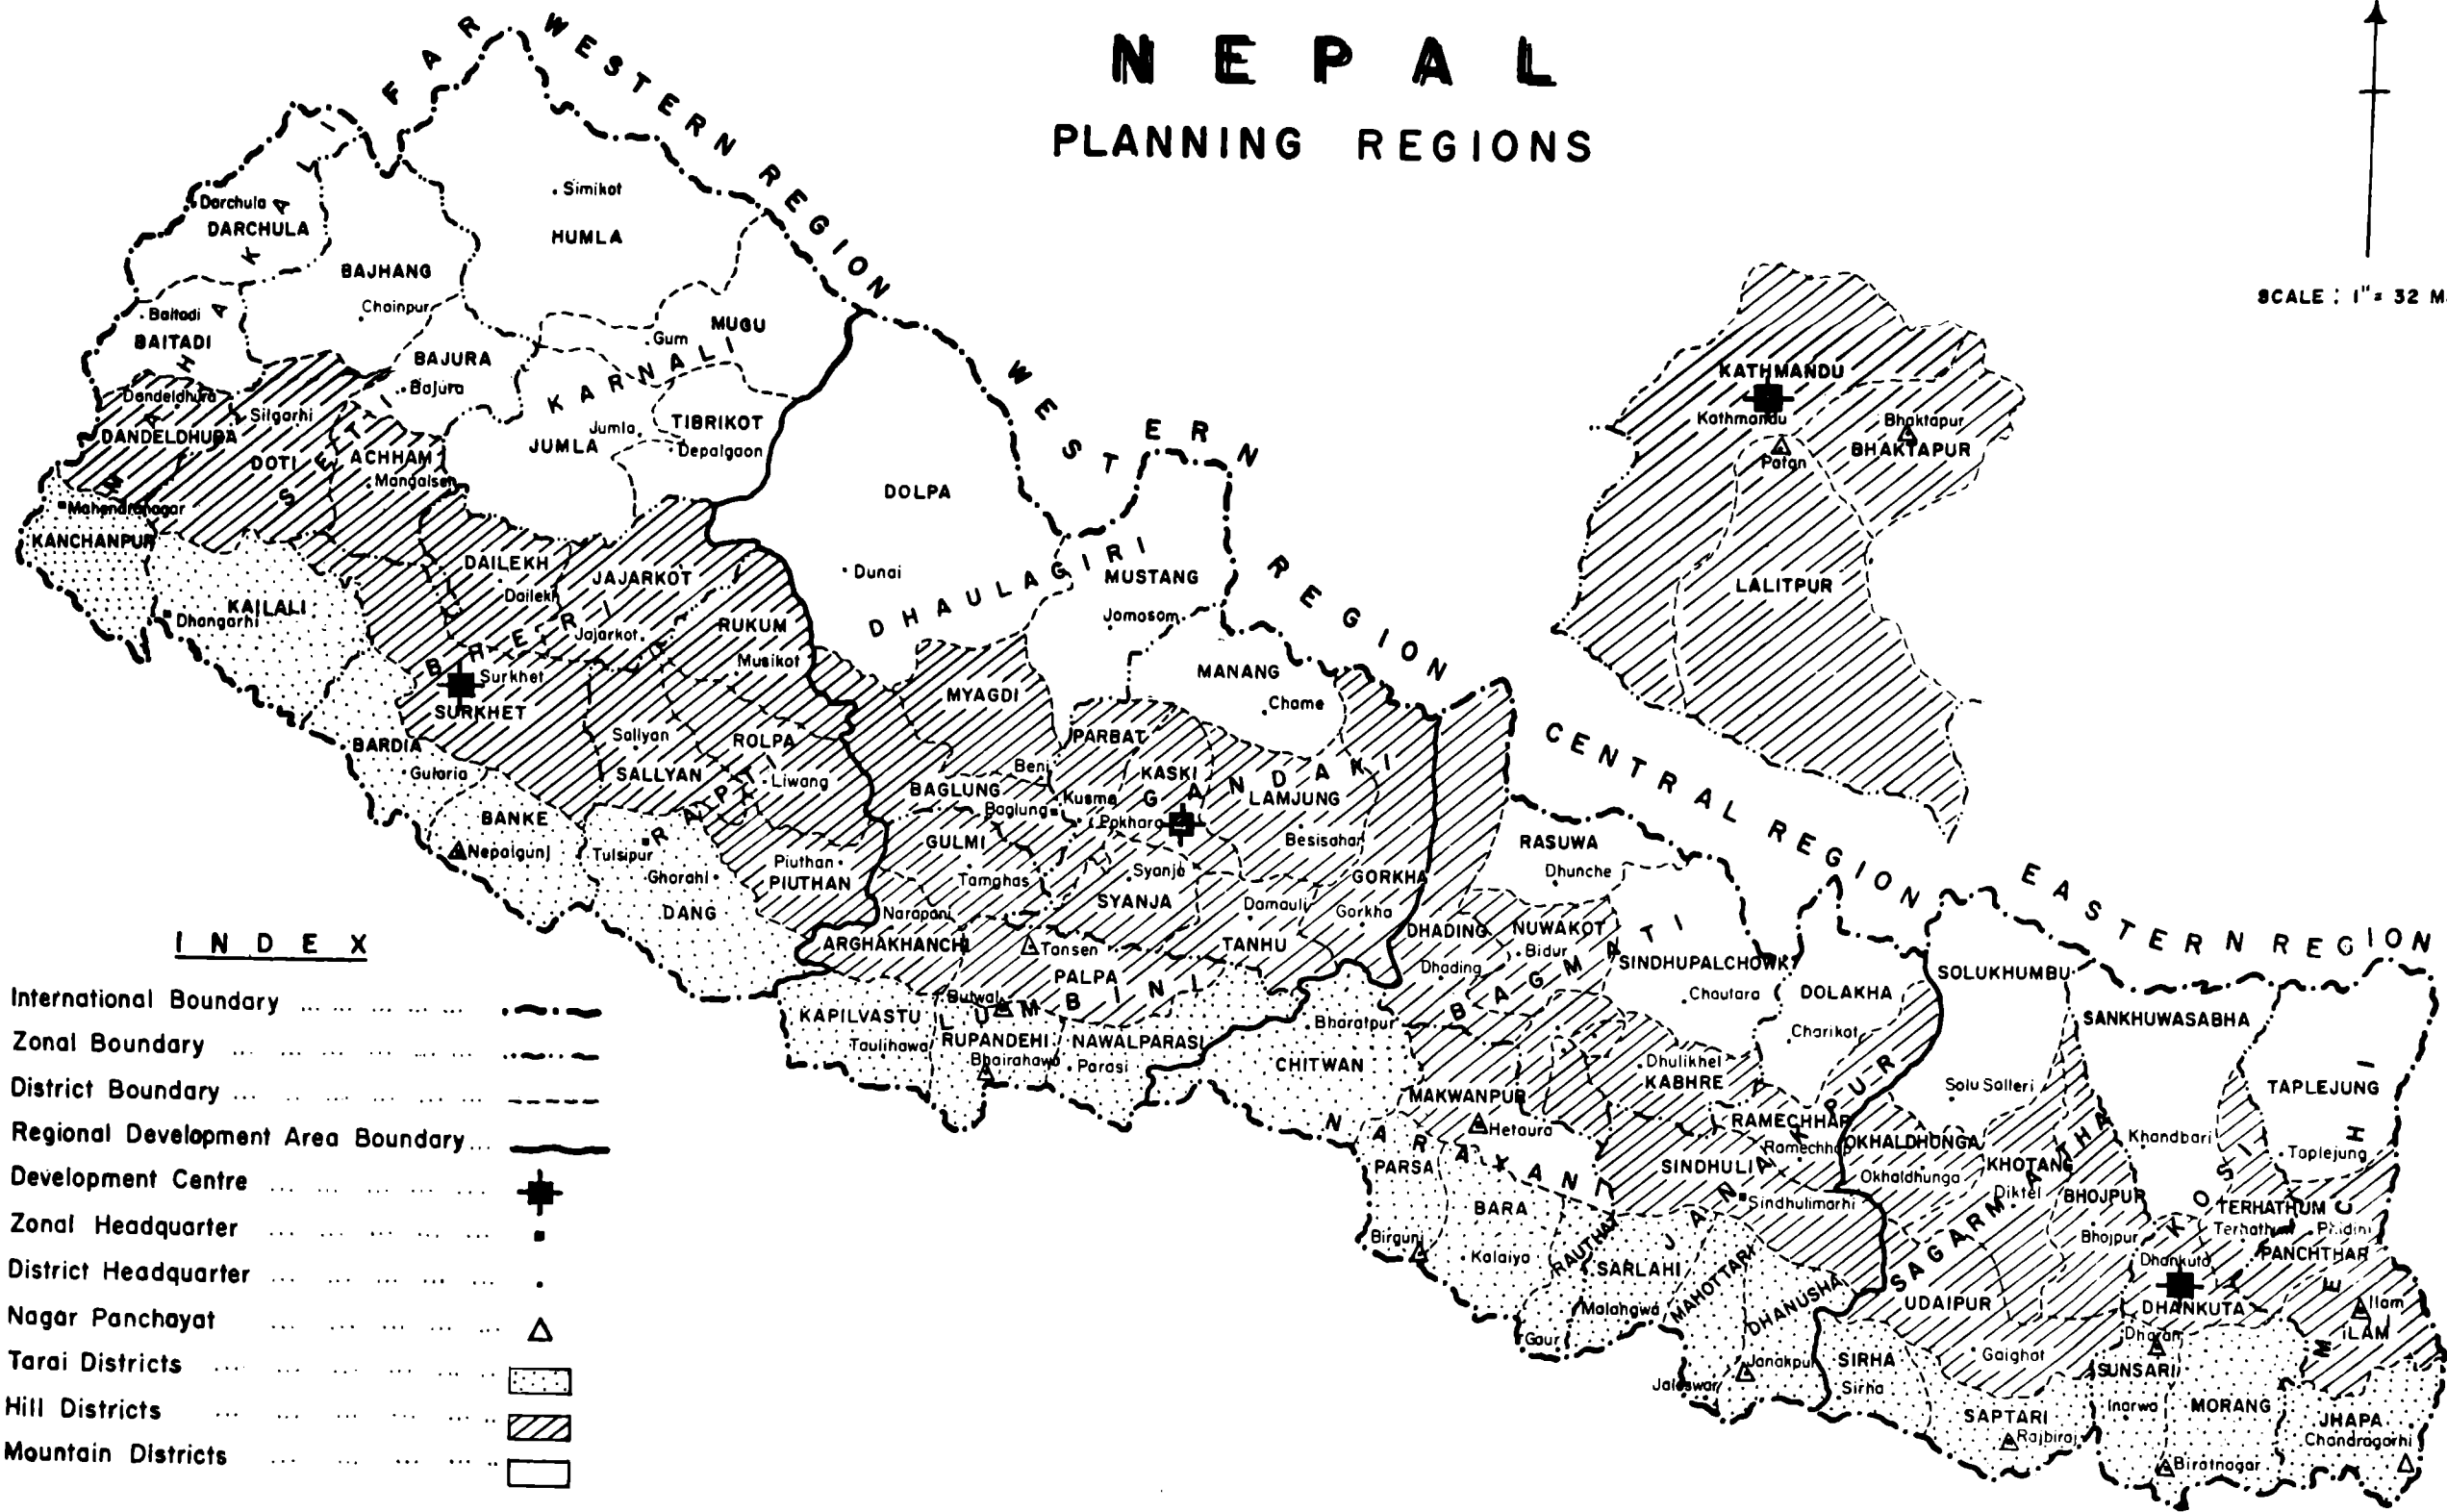 NEPAL
PLANNING REGIONS
SCALE : 1" = 32 M
FAR WESTERN REGION
WESTERN REGION
CENTRAL REGION
EASTERN REGION
MAHAKALI
SETI
KARNALI
BHERI
RAPTI
DHAULAGIRI
GANDAKI
LUMBINI
BAGMATI
NARAYANI
JANAKPUR
SAGARMATHA
KOSI
MECHI
Darchula
DARCHULA
Simikot
HUMLA
BAJHANG
Chainpur
Baitadi
BAITADI
MUGU
Gum
BAJURA
Bajura
Dandeldhura
DANDELDHURA
Silgarhi
DOTI
ACHHAM
Mangalsen
JUMLA
Jumla
TIBRIKOT
Depalgaon
Mahendranagar
KANCHANPUR
KAILALI
Dhangarhi
DAILEKH
Dailekh
JAJARKOT
Jajarkot
RUKUM
Musikot
DOLPA
Dunai
MUSTANG
Jomosom
Surkhet
SURKHET
BARDIA
Gularia
Sallyan
SALLYAN
ROLPA
Liwang
BANKE
Nepalgunj
Tulsipur
Ghorahi
DANG
Piuthan
PIUTHAN
MYAGDI
Beni
MANANG
Chame
PARBAT
Kusma
KASKI
Pokhara
BAGLUNG
Baglung
LAMJUNG
Besisahar
GULMI
Tamghas
Syanja
SYANJA
GORKHA
Gorkha
Damauli
TANHU
Narapani
ARGHAKHANCHI
Tansen
PALPA
KAPILVASTU
Taulihawa
Butwal
RUPANDEHI
Bhairahawa
NAWALPARASI
Parasi
KATHMANDU
Kathmandu
Bhaktapur
BHAKTAPUR
Patan
LALITPUR
RASUWA
Dhunche
DHADING
Dhading
NUWAKOT
Bidur
SINDHUPALCHOWK
Chautara
DOLAKHA
Charikot
Bharatpur
CHITWAN
Dhulikhel
KABHRE
MAKWANPUR
Hetaura
RAMECHHAP
Ramechhap
SINDHULI
Sindhulimarhi
PARSA
Birgunj
BARA
Kalaiya
RAUTHAT
Gaur
SARLAHI
Malahgwa
MAHOTTARI
Jaleswar
DHANUSHA
Janakpur
SOLUKHUMBU
Solu Salleri
SANKHUWASABHA
Khandbari
TAPLEJUNG
Taplejung
OKHALDHUNGA
Okhaldhunga
KHOTANG
Diktel
BHOJPUR
Bhojpur
TERHATHUM
Terhathum
Phidim
PANCHTHAR
Dhankuta
DHANKUTA
UDAIPUR
Gaighat
Ilam
ILAM
Dharan
SUNSARI
Inarwa
SIRHA
Sirha
SAPTARI
Rajbiraj
MORANG
Biratnagar
JHAPA
Chandragarhi
INDEX
International Boundary
Zonal Boundary
District Boundary
Regional Development Area Boundary
Development Centre
Zonal Headquarter
District Headquarter
Nagar Panchayat
Tarai Districts
Hill Districts
Mountain Districts